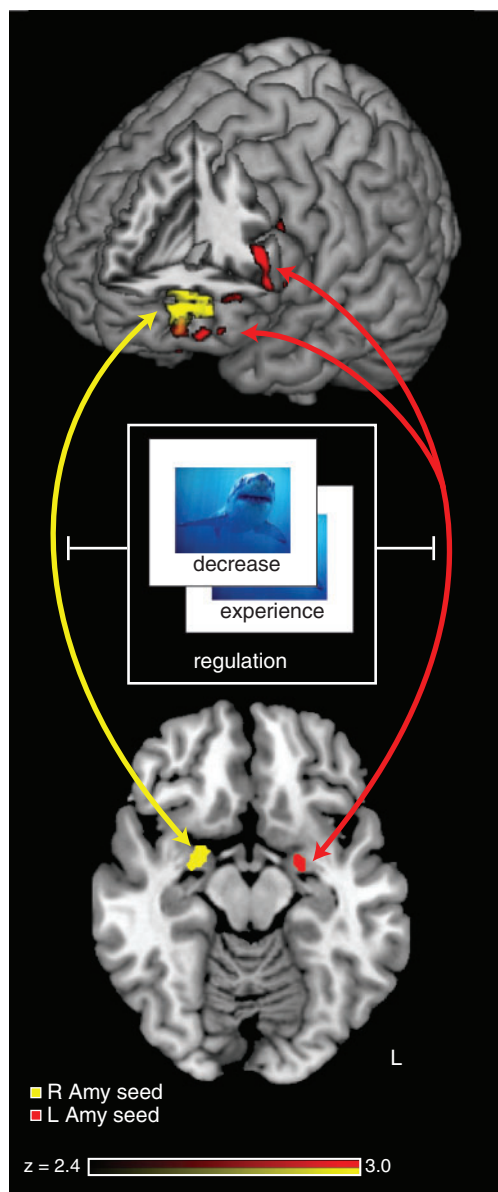 decrease
experience
regulation
L
R Amy seed
L Amy seed
z = 2.4 3.0